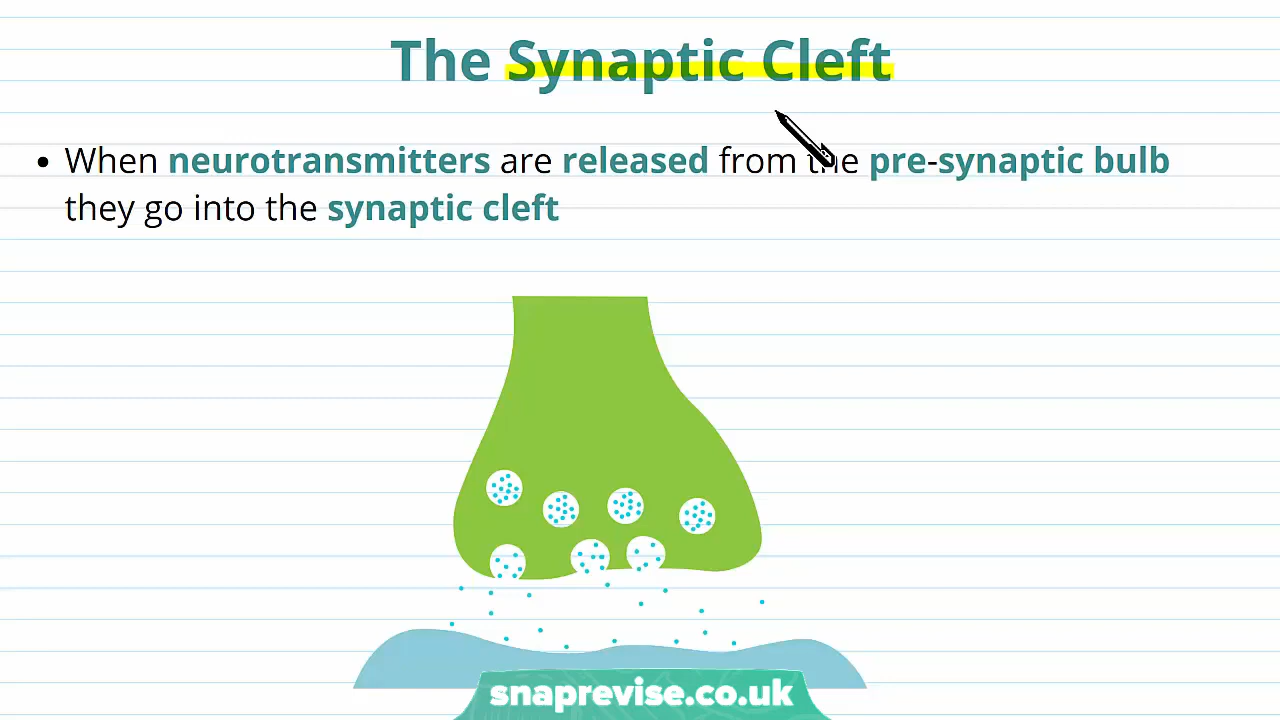 The Synaptic Cleft
• When neurotransmitters are released from the pre-synaptic bulb
they go into the synaptic cleft
snaprevise.co.uk